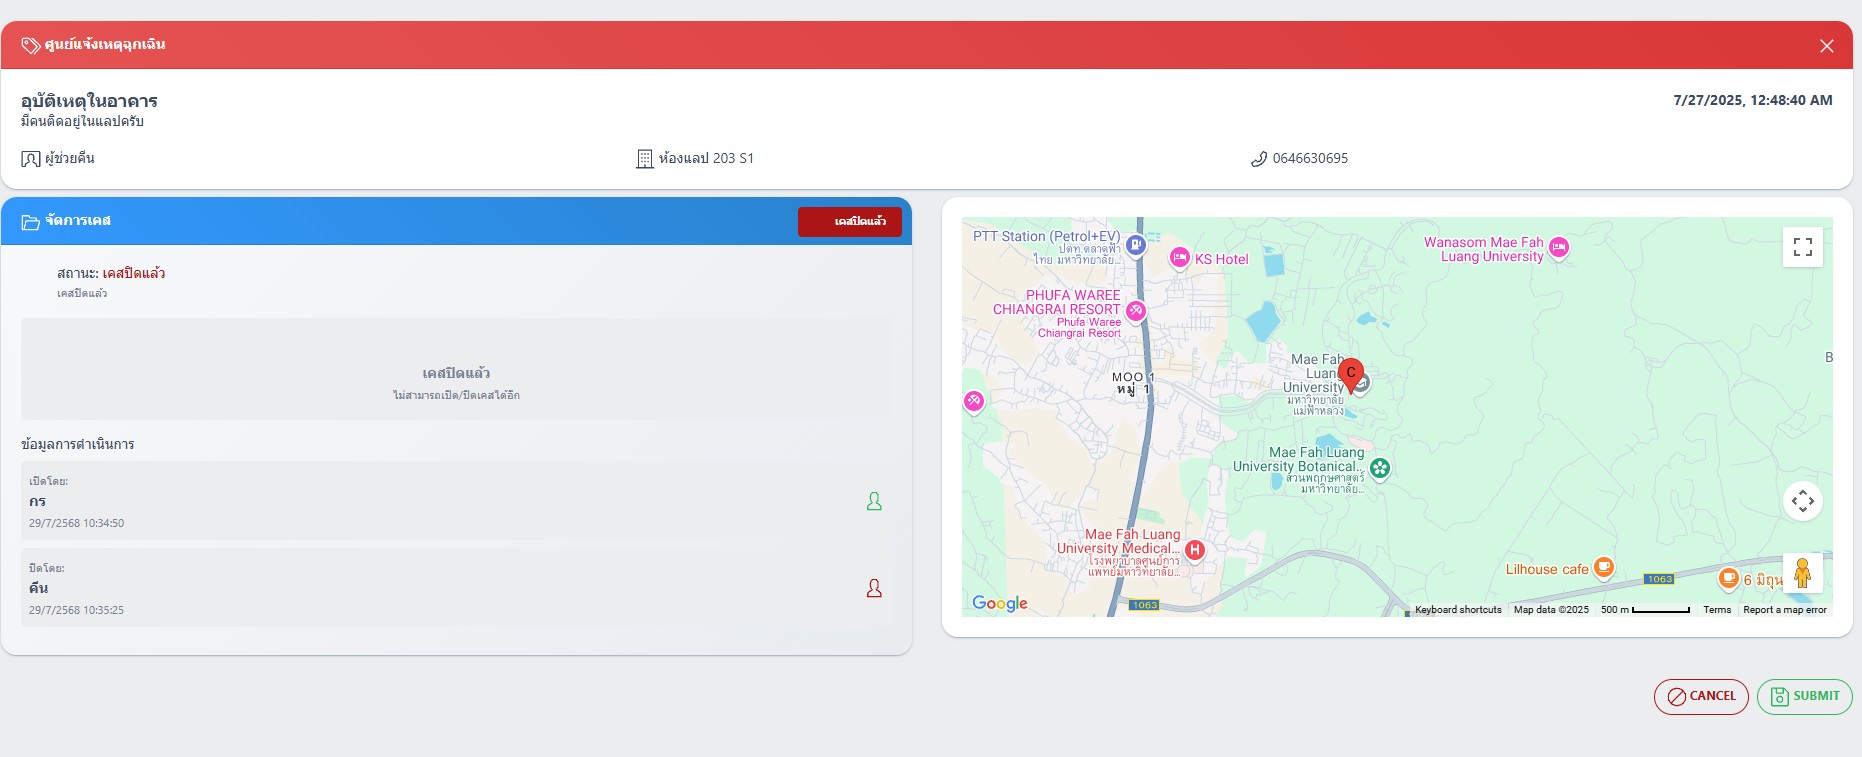 ศูนย์แจ้งเหตุฉุกเฉิน
อุบัติเหตุในอาคาร
7/27/2025, 12:48:40 AM
มีคนติดอยู่ในแลปครับ
ผู้ช่วยคืน
ห้องแลป 203 S1
0646630695
จัดการเคส
เคสปิดแล้ว
สถานะ: เคสปิดแล้ว
เคสปิดแล้ว
เคสปิดแล้ว
ไม่สามารถเปิด/ปิดเคสได้อีก
ข้อมูลการดำเนินการ
เปิดโดย:
กร
29/7/2568 10:34:50
ปิดโดย:
คืน
29/7/2568 10:35:25
PTT Station (Petrol+EV)
ปตท.ตลาดฟ้า
ไทย มหาวิทยาลัย...
KS Hotel
Wanasom Mae Fah
Luang University
PHUFA WAREE
CHIANGRAI RESORT
Phufa Waree
Chiangrai Resort
MOO 1
หมู่ 1
Mae Fah
Luang
University
มหาวิทยาลัย
แม่ฟ้าหลวง
C
B
Mae Fah Luang
University Botanical...
สวนพฤกษศาสตร์
มหาวิทยาลัย...
Mae Fah Luang
University Medical...
โรงพยาบาลศูนย์การ
แพทย์มหาวิทยาลัย...
H
Lilhouse cafe
1063
6 มิถุน
1063
Google
Keyboard shortcuts
Map data ©2025
500 m
Terms
Report a map error
CANCEL
SUBMIT